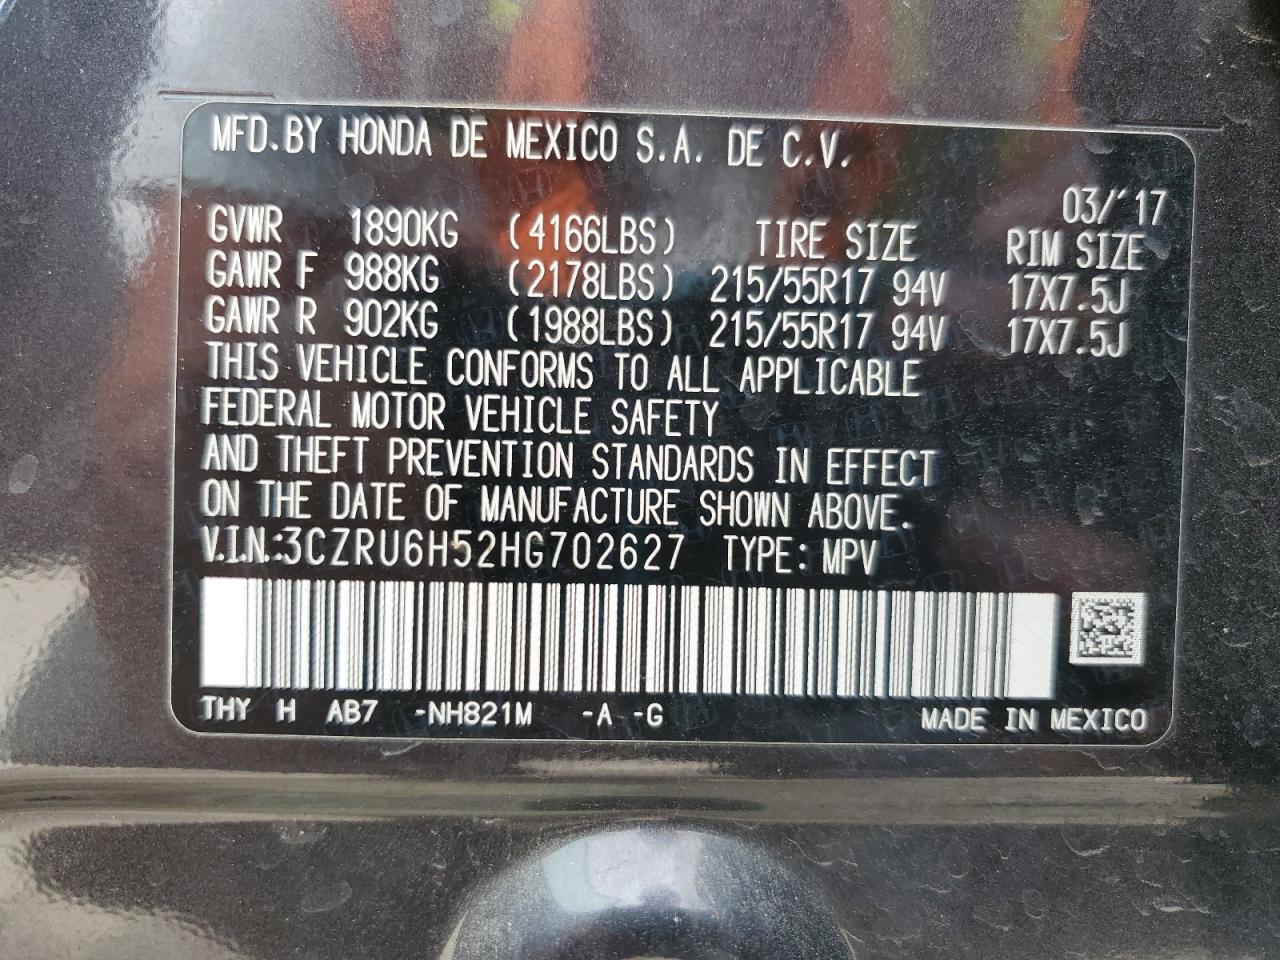 MFD.BY HONDA DE MEXICO S.A. DE C.V.
03/'17
GVWR 1890KG (4166LBS) TIRE SIZE RIM SIZE
GAWR F 988KG (2178LBS) 215/55R17 94V 17X7.5J
GAWR R 902KG (1988LBS) 215/55R17 94V 17X7.5J
THIS VEHICLE CONFORMS TO ALL APPLICABLE
FEDERAL MOTOR VEHICLE SAFETY
AND THEFT PREVENTION STANDARDS IN EFFECT
ON THE DATE OF MANUFACTURE SHOWN ABOVE.
V.I.N.:3CZRU6H52HG702627 TYPE: MPV
THY H AB7 -NH821M -A -G MADE IN MEXICO